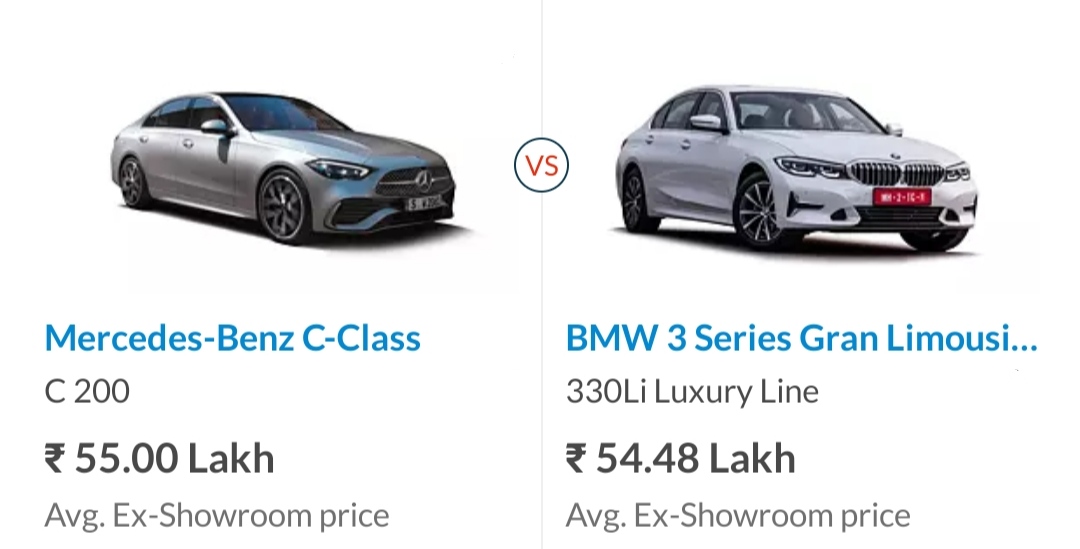 VS
Mercedes-Benz C-Class
C 200
₹ 55.00 Lakh
Avg. Ex-Showroom price
BMW 3 Series Gran Limousi...
330Li Luxury Line
₹ 54.48 Lakh
Avg. Ex-Showroom price